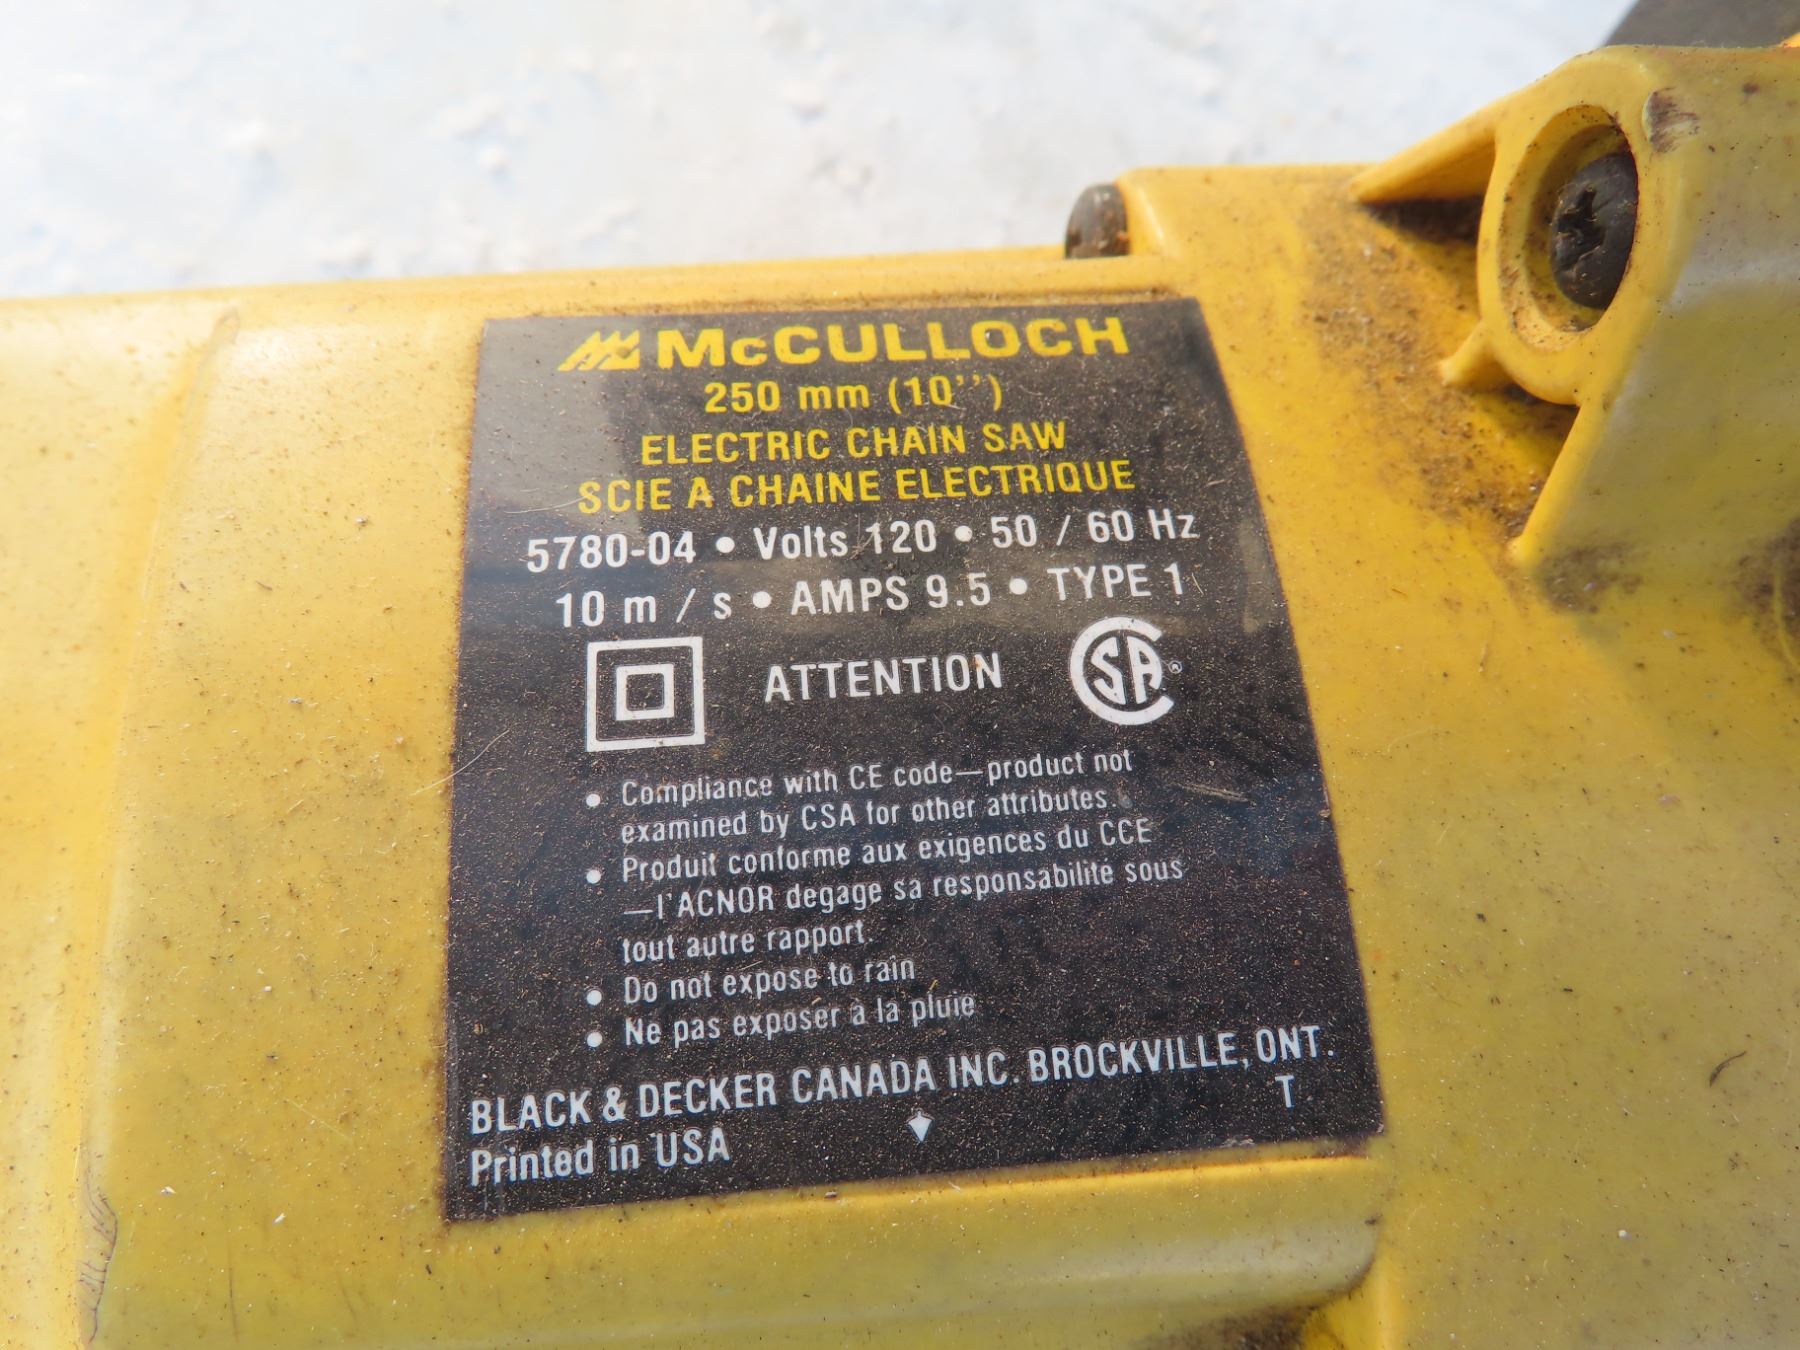 McCULLOCH
250 mm (10'')
ELECTRIC CHAIN SAW
SCIE A CHAINE ELECTRIQUE
5780-04 • Volts 120 • 50 / 60 Hz
10 m / s • AMPS 9.5 • TYPE 1
ATTENTION CSA ®
• Compliance with CE code—product not
examined by CSA for other attributes.
• Produit conforme aux exigences du CCE
—l'ACNOR degage sa responsabilité sous
tout autre rapport.
• Do not expose to rain
• Ne pas exposer à la pluie
BLACK & DECKER CANADA INC. BROCKVILLE, ONT.
Printed in USA T